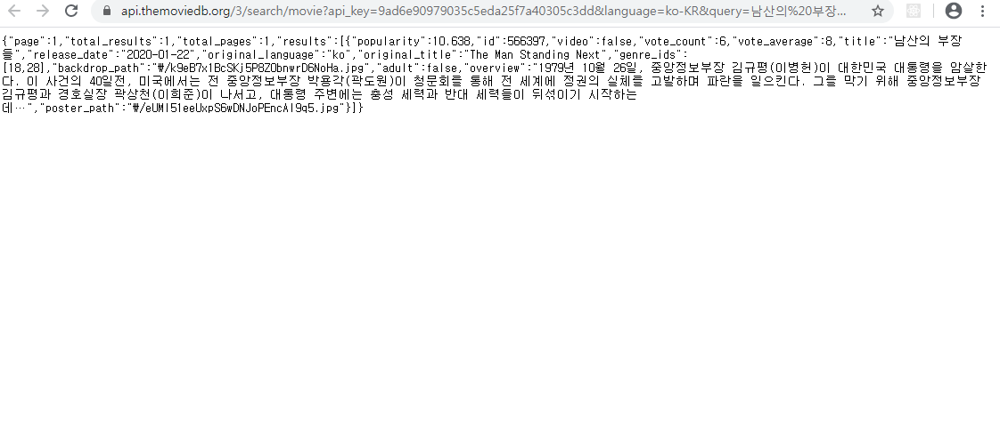 api.themoviedb.org/3/search/movie?api_key=9ad6e90979035c5eda25f7a40305c3dd&language=ko-KR&query=남산의%20부장...
{"page":1,"total_results":1,"total_pages":1,"results":[{"popularity":10.638,"id":566397,"video":false,"vote_count":6,"vote_average":8,"title":"남산의 부장
들","release_date":"2020-01-22","original_language":"ko","original_title":"The Man Standing Next","genre_ids":
[18,28],"backdrop_path":"₩/k9eB7x1BcSKj5P8ZObnwrD6NoHa.jpg","adult":false,"overview":"1979년 10월 26일, 중앙정보부장 김규평(이병헌)이 대한민국 대통령을 암살한
다. 이 사건의 40일전, 미국에서는 전 중앙정보부장 박용각(곽도원)이 청문회를 통해 전 세계에 정권의 실체를 고발하며 파란을 일으킨다. 그를 막기 위해 중앙정보부장
김규평과 경호실장 곽상천(이희준)이 나서고, 대통령 주변에는 충성 세력과 반대 세력들이 뒤섞이기 시작하는
데…","poster_path":"₩/eUMl51eeUxpS6wDNJoPEncAl9q5.jpg"}]}